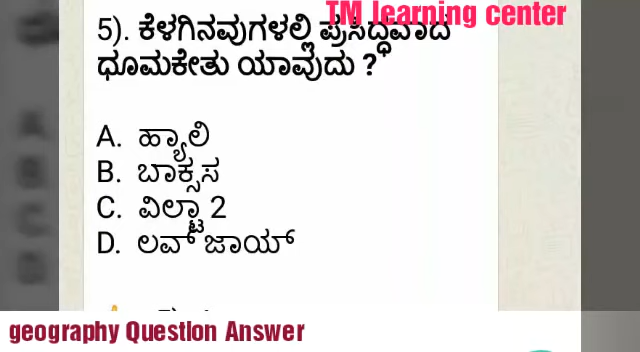 TM learning center
5). ಕೆಳಗಿನವುಗಳಲ್ಲಿ ಪ್ರಸಿದ್ಧವಾದ
ಧೂಮಕೇತು ಯಾವುದು ?
A. ಹ್ಯಾಲಿ
B. ಬಾಕ್ಸಸ
C. ವಿಲ್ಟಾ 2
D. ಲವ್ ಜಾಯ್
geography Question Answer